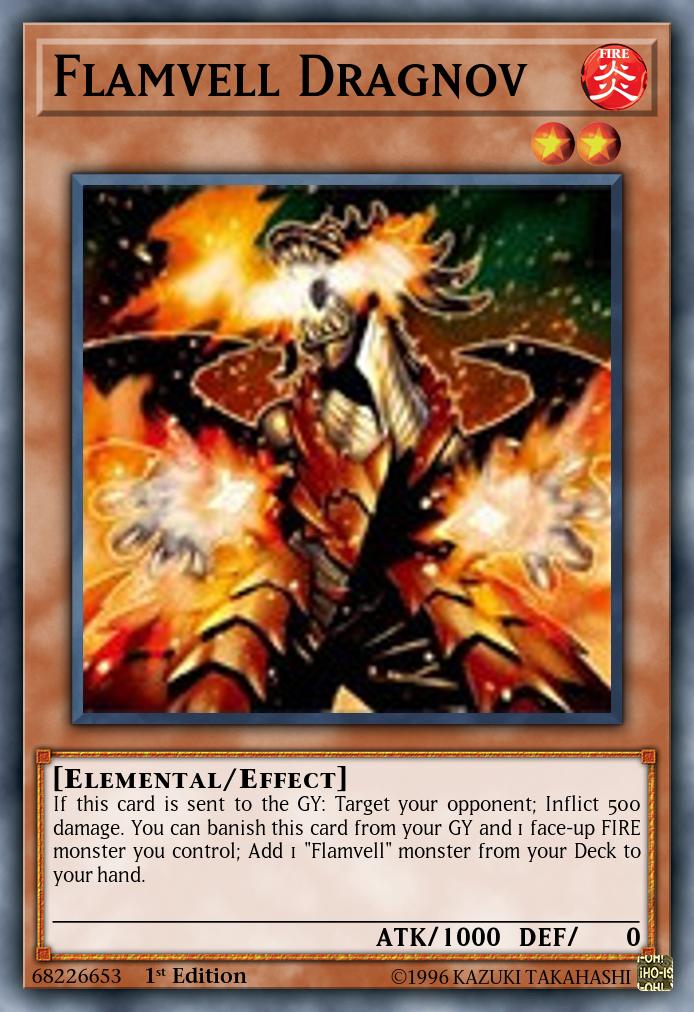 Flamvell Dragnov
FIRE
炎
[Elemental/Effect]
If this card is sent to the GY: Target your opponent; Inflict 500
damage. You can banish this card from your GY and 1 face-up FIRE
monster you control; Add 1 "Flamvell" monster from your Deck to
your hand.
ATK/1000 DEF/ 0
68226653 1st Edition ©1996 KAZUKI TAKAHASHI